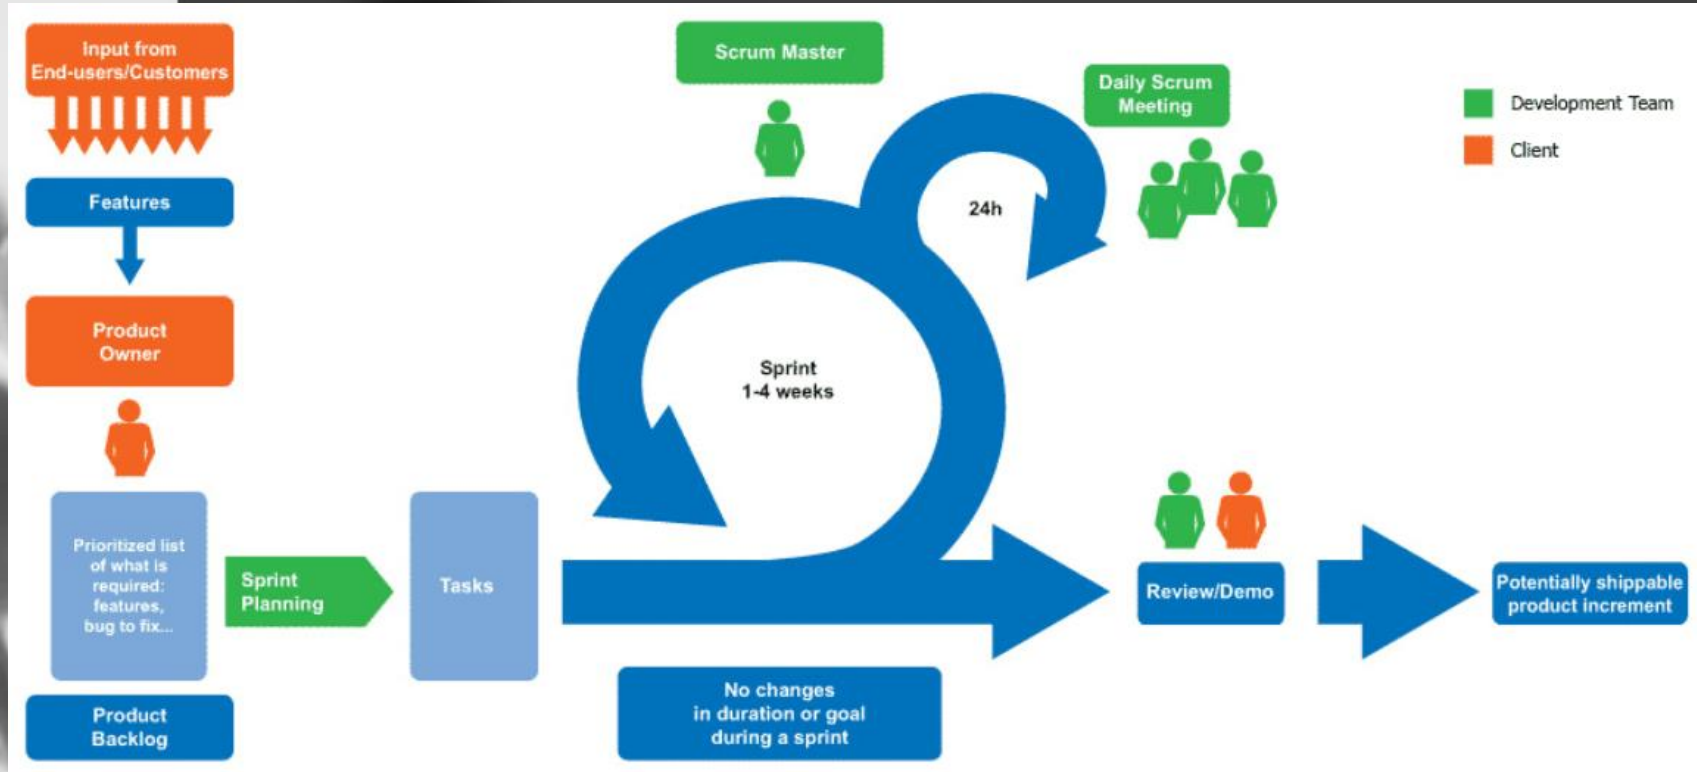 Input from
End-users/Customers
Features
Product
Owner
Prioritized list
of what is
required:
features,
bug to fix...
Product
Backlog
Sprint
Planning
Tasks
Scrum Master
Sprint
1-4 weeks
24h
Daily Scrum
Meeting
No changes
in duration or goal
during a sprint
Review/Demo
Potentially shippable
product increment
Development Team
Client